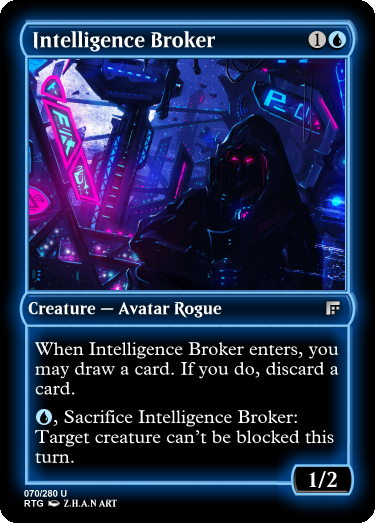 Intelligence Broker 1
Creature — Avatar Rogue
When Intelligence Broker enters, you
may draw a card. If you do, discard a
card.
, Sacrifice Intelligence Broker:
Target creature can't be blocked this
turn.
1/2
070/280 U
RTG Z.H.A.N ART